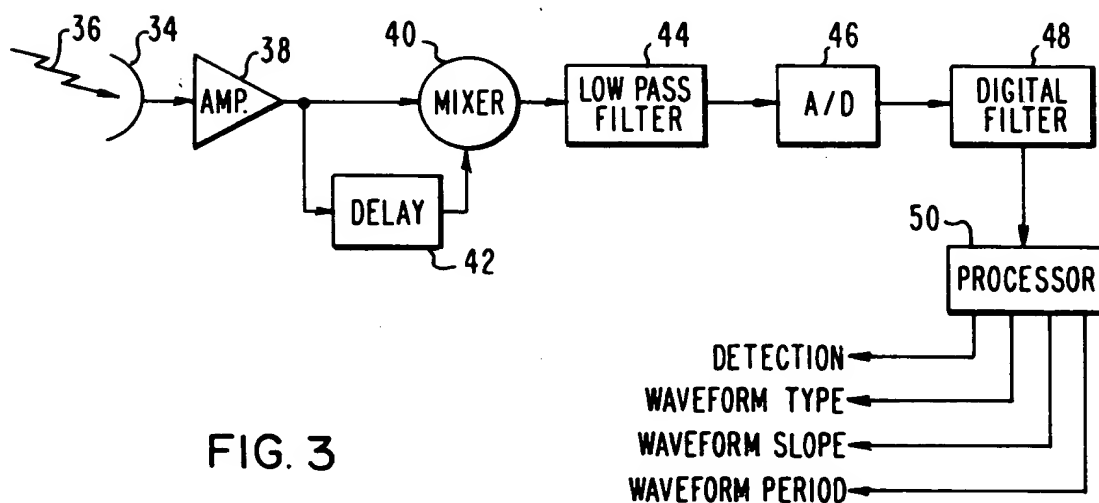 36
34
38
AMP.
40
MIXER
DELAY
42
44
LOW PASS
FILTER
46
A/D
48
DIGITAL
FILTER
50
PROCESSOR
DETECTION
WAVEFORM TYPE
WAVEFORM SLOPE
WAVEFORM PERIOD
FIG. 3